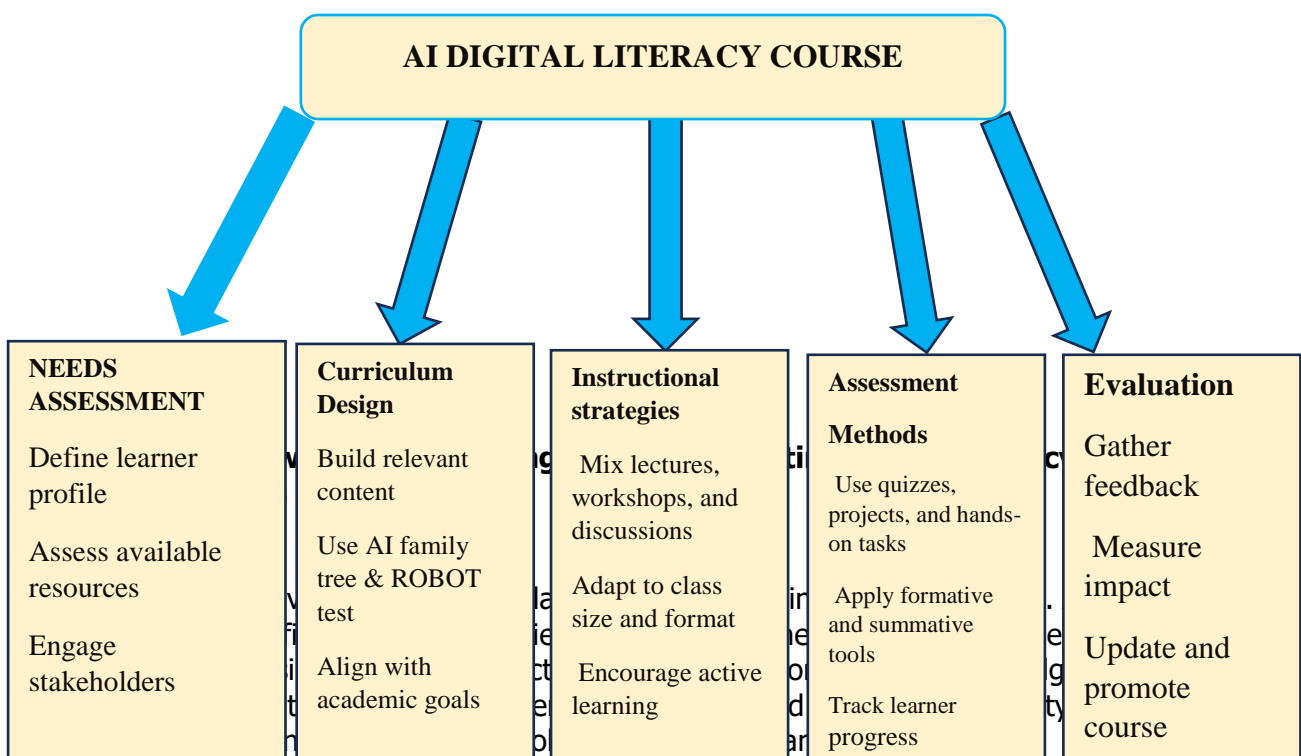 AI DIGITAL LITERACY COURSE
NEEDS
ASSESSMENT
Define learner
profile
Assess available
resources
Engage
stakeholders
Curriculum
Design
Build relevant
content
Use AI family
tree & ROBOT
test
Align with
academic goals
Instructional
strategies
Mix lectures,
workshops, and
discussions
Adapt to class
size and format
Encourage active
learning
Assessment
Methods
Use quizzes,
projects, and hands-
on tasks
Apply formative
and summative
tools
Track learner
progress
Evaluation
Gather
feedback
Measure
impact
Update and
promote
course